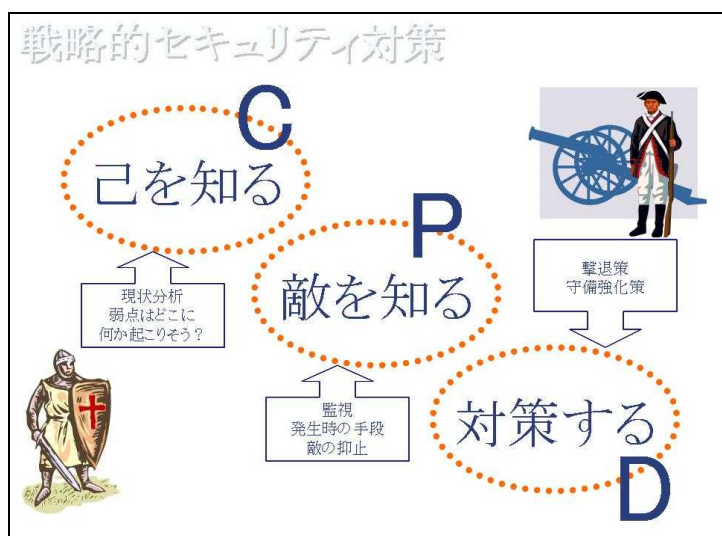 戦略的セキュリティ対策
C
己を知る
現状分析
弱点はどこに
何か起こりそう？
P
敵を知る
監視
発生時の手段
敵の抑止
撃退策
守備強化策
対策する
D